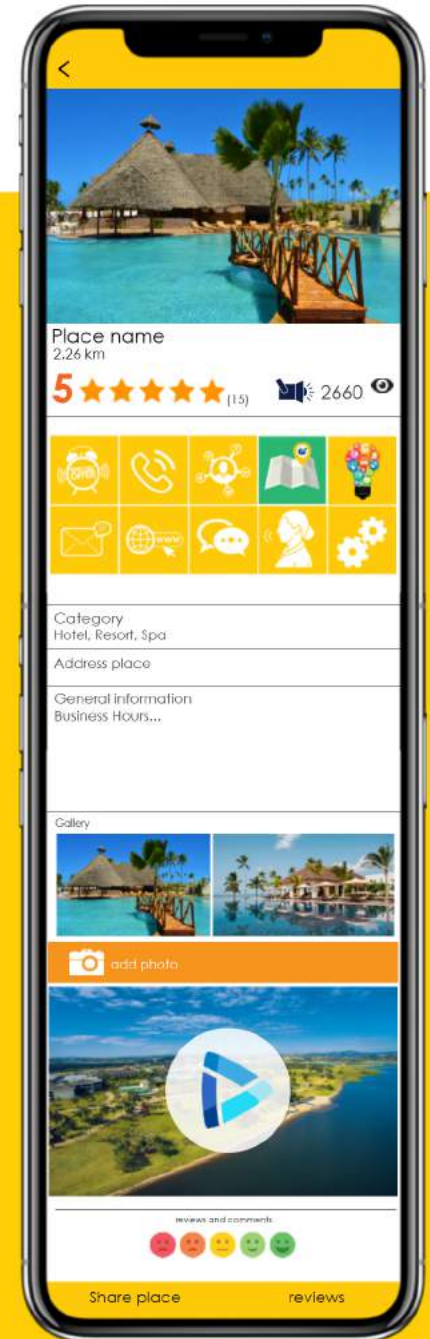 Place name
2.26 km
5 (15) 2660
www
Category
Hotel, Resort, Spa
Address place
General information
Business Hours...
Gallery
add photo
reviews and comments
Share place reviews